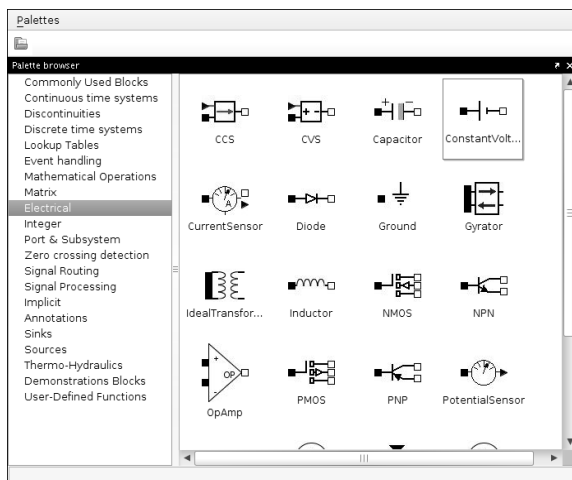 Palettes
Palette browser
Commonly Used Blocks
Continuous time systems
Discontinuities
Discrete time systems
Lookup Tables
Event handling
Mathematical Operations
Matrix
Electrical
Integer
Port & Subsystem
Zero crossing detection
Signal Routing
Signal Processing
Implicit
Annotations
Sinks
Sources
Thermo-Hydraulics
Demonstrations Blocks
User-Defined Functions
CCS
CVS
Capacitor
ConstantVolt...
A
CurrentSensor
Diode
Ground
Gyrator
IdealTransfor...
Inductor
NMOS
NPN
OP
OpAmp
PMOS
PNP
PotentialSensor